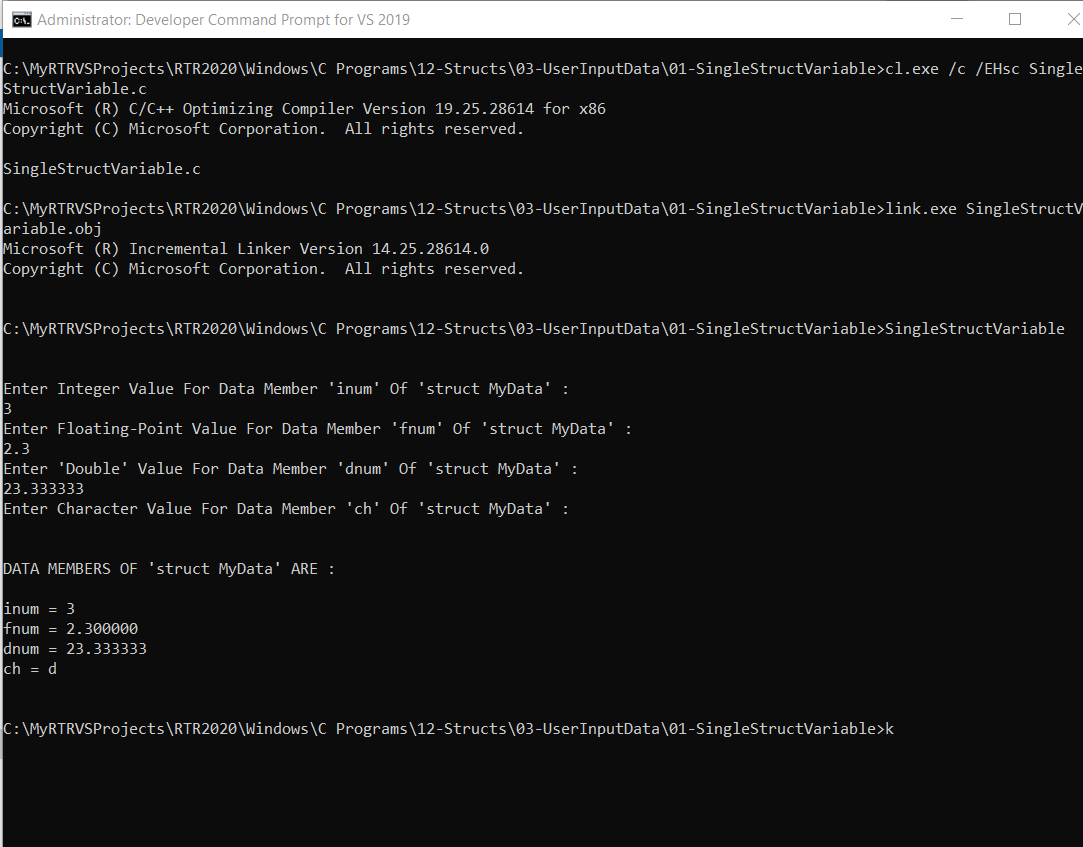 Administrator: Developer Command Prompt for VS 2019
C:\MyRTRVSProjects\RTR2020\Windows\C Programs\12-Structs\03-UserInputData\01-SingleStructVariable>cl.exe /c /EHsc Single
StructVariable.c
Microsoft (R) C/C++ Optimizing Compiler Version 19.25.28614 for x86
Copyright (C) Microsoft Corporation.  All rights reserved.
SingleStructVariable.c
C:\MyRTRVSProjects\RTR2020\Windows\C Programs\12-Structs\03-UserInputData\01-SingleStructVariable>link.exe SingleStructV
ariable.obj
Microsoft (R) Incremental Linker Version 14.25.28614.0
Copyright (C) Microsoft Corporation.  All rights reserved.
C:\MyRTRVSProjects\RTR2020\Windows\C Programs\12-Structs\03-UserInputData\01-SingleStructVariable>SingleStructVariable
Enter Integer Value For Data Member 'inum' Of 'struct MyData' :
3
Enter Floating-Point Value For Data Member 'fnum' Of 'struct MyData' :
2.3
Enter 'Double' Value For Data Member 'dnum' Of 'struct MyData' :
23.333333
Enter Character Value For Data Member 'ch' Of 'struct MyData' :
DATA MEMBERS OF 'struct MyData' ARE :
inum = 3
fnum = 2.300000
dnum = 23.333333
ch = d
C:\MyRTRVSProjects\RTR2020\Windows\C Programs\12-Structs\03-UserInputData\01-SingleStructVariable>k